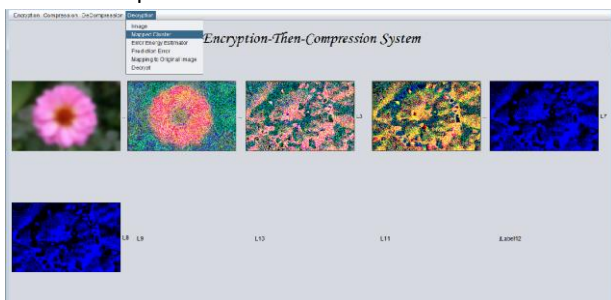 Encryption Compression DeCompression Decryption
Image
Mapped Cluster
Error Energy Estimator
Prediction Error
Mapping to Original Image
Decrypt
Encryption-Then-Compression System
L7
L8 L9 L10 L11 jLabel12